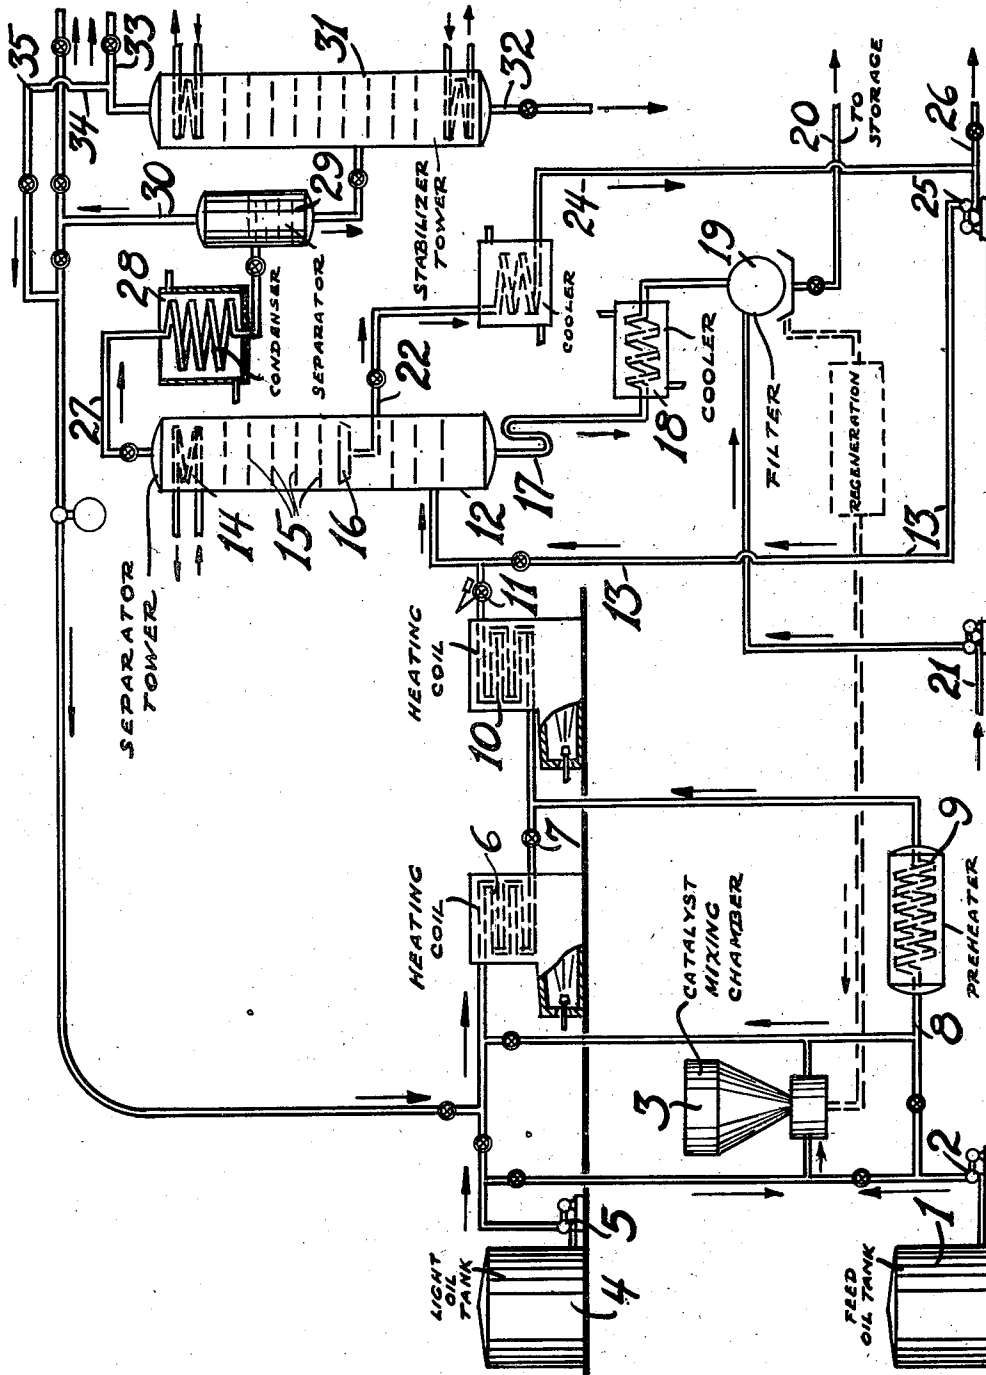 35
33
31
32
34
30
29
STABILIZER
TOWER
20
TO
STORAGE
26
25
24
28
CONDENSER
SEPARATOR
COOLER
27
22
19
18
COOLER
FILTER
REGENERATION
14
15
16
12
17
13
13
SEPARATOR
TOWER
11
HEATING
COIL
10
21
7
6
HEATING
COIL
9
PREHEATER
8
CATALYST
MIXING
CHAMBER
3
2
5
LIGHT
OIL
TANK
4
FEED
OIL TANK
1